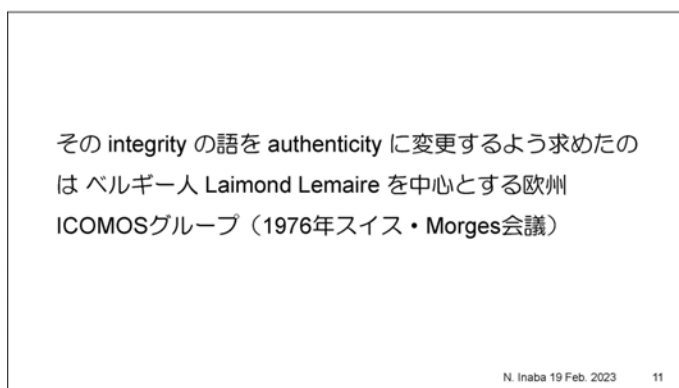 その integrity の語を authenticity に変更するよう求めたの
は ベルギー人 Laimond Lemaire を中心とする欧州
ICOMOSグループ（1976年スイス・Morges会議）
N. Inaba 19 Feb. 2023 11